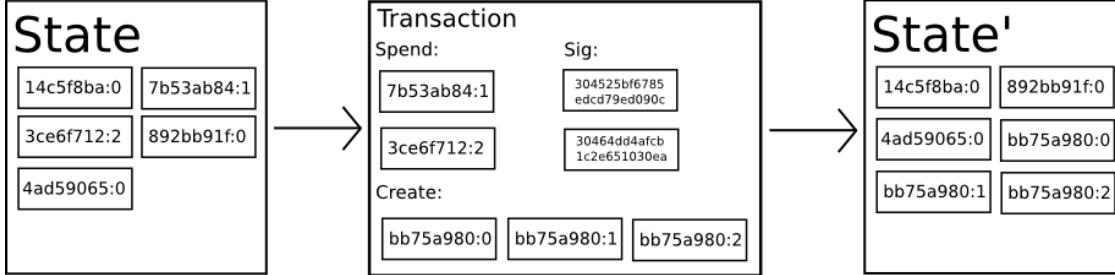 State
14c5f8ba:0 7b53ab84:1
3ce6f712:2 892bb91f:0
4ad59065:0
Transaction
Spend: Sig:
7b53ab84:1
304525bf6785
edcd79ed090c
3ce6f712:2
30464dd4afcb
1c2e651030ea
Create:
bb75a980:0 bb75a980:1 bb75a980:2
State'
14c5f8ba:0 892bb91f:0
4ad59065:0 bb75a980:0
bb75a980:1 bb75a980:2